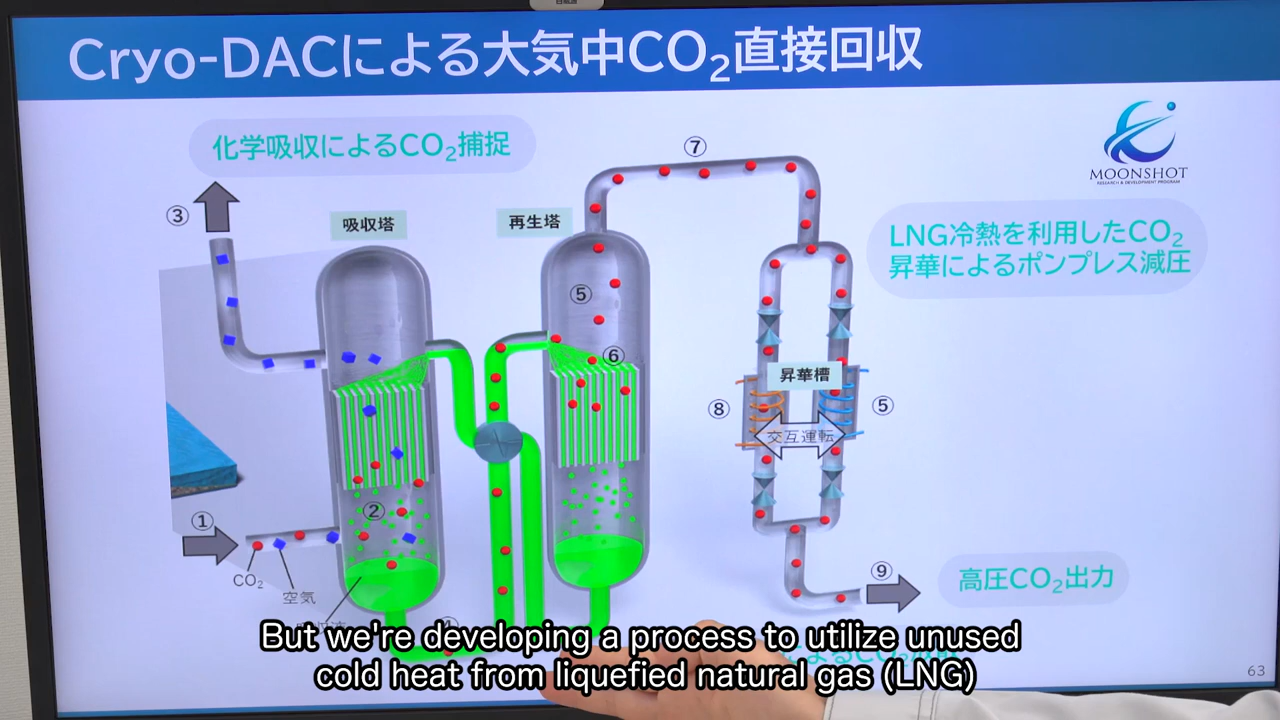 Cryo-DACによる大気中CO₂直接回収
化学吸収によるCO₂捕捉
⑦
MOONSHOT
RESEARCH & DEVELOPMENT PROGRAM
③
吸収塔
再生塔
LNG冷熱を利用したCO₂
昇華によるポンプレス減圧
⑤
⑥
昇華槽
⑧
⑤
交互運転
②
①
CO₂
空気
⑨
高圧CO₂出力
But we're developing a process to utilize unused
cold heat from liquefied natural gas (LNG)
63